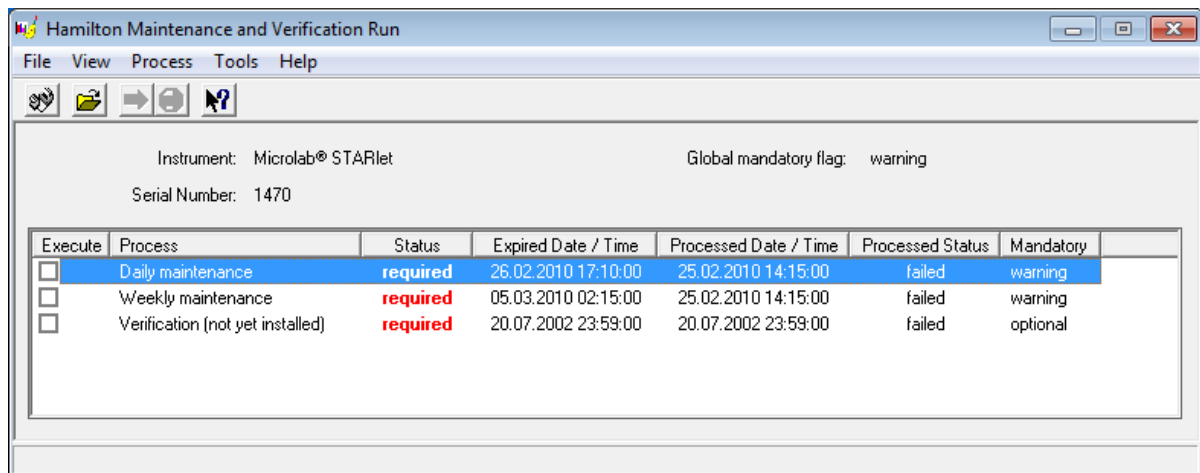 Hamilton Maintenance and Verification Run
File View Process Tools Help
Instrument: Microlab® STARlet Global mandatory flag: warning
Serial Number: 1470
Execute Process Status Expired Date / Time Processed Date / Time Processed Status Mandatory
Daily maintenance required 26.02.2010 17:10:00 25.02.2010 14:15:00 failed warning
Weekly maintenance required 05.03.2010 02:15:00 25.02.2010 14:15:00 failed warning
Verification (not yet installed) required 20.07.2002 23:59:00 20.07.2002 23:59:00 failed optional